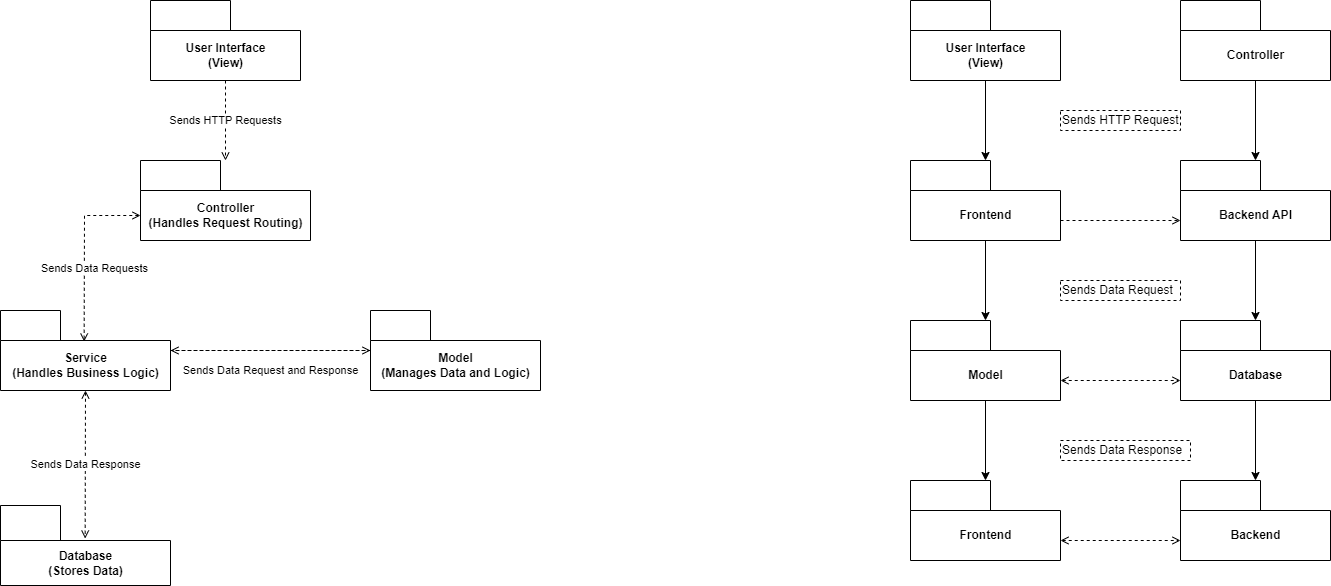 User Interface
(View)
Sends HTTP Requests
Controller
(Handles Request Routing)
Sends Data Requests
Service
(Handles Business Logic)
Sends Data Request and Response
Model
(Manages Data and Logic)
Sends Data Response
Database
(Stores Data)
User Interface
(View)
Controller
Sends HTTP Request
Frontend
Backend API
Sends Data Request
Model
Database
Sends Data Response
Frontend
Backend